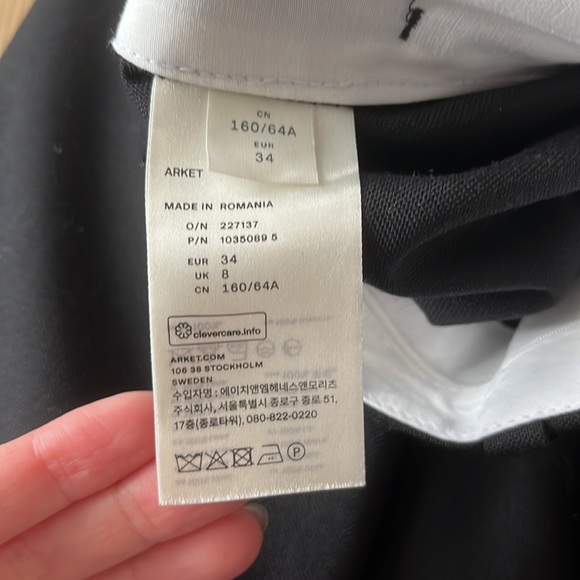 CN
160/64A
EUR
34
ARKET
MADE IN ROMANIA
O/N 227137
P/N 1035089 5
EUR 34
UK 8
CN 160/64A
clevercare.info
ARKET.COM
106 38 STOCKHOLM
SWEDEN
수입자명 : 에이치앤엠헤네스앤모리츠
주식회사, 서울특별시 종로구 종로 51,
17층(종로타워), 080-822-0220
P